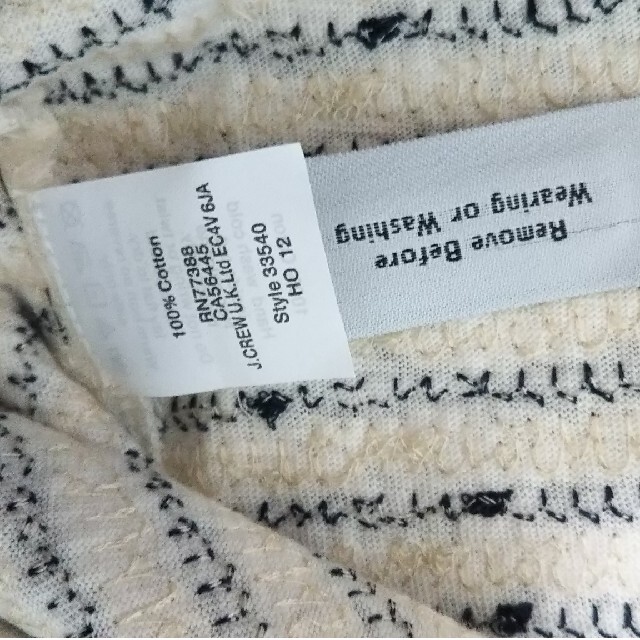 100% Cotton
RN77388
CA56445
J.CREW U.K.Ltd EC4V 6JA
Style 33540
HO 12
Remove Before
Wearing or Washing